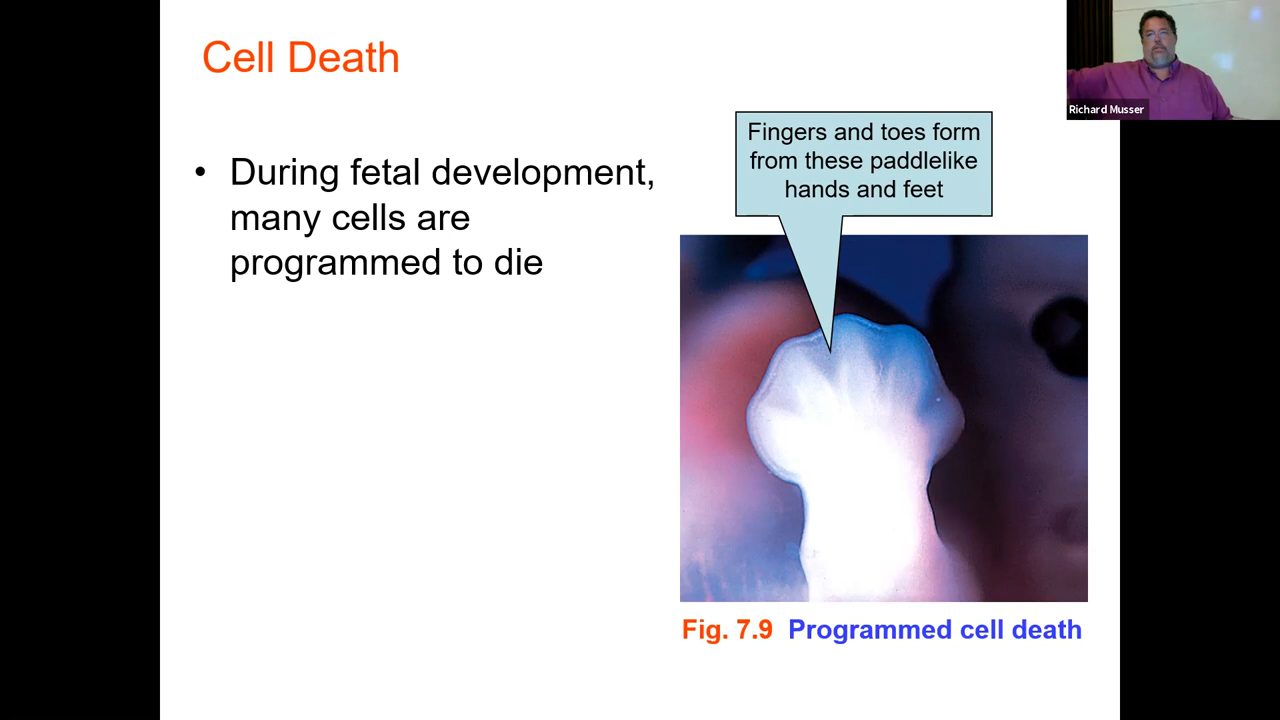 Cell Death
Richard Musser
Fingers and toes form
from these paddlelike
hands and feet
• During fetal development,
many cells are
programmed to die
Fig. 7.9 Programmed cell death